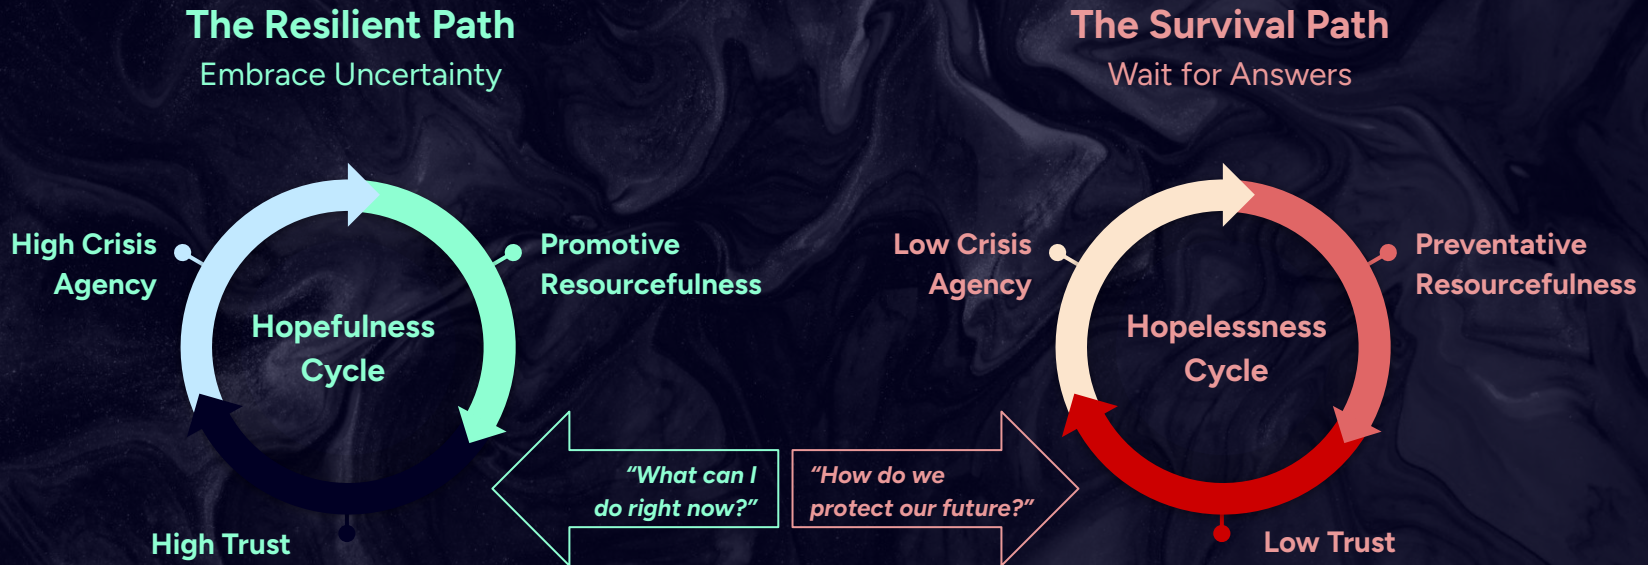 The Resilient Path
Embrace Uncertainty
High Crisis
Agency
Promotive
Resourcefulness
Hopefulness
Cycle
High Trust
“What can I
do right now?”
The Survival Path
Wait for Answers
Low Crisis
Agency
Preventative
Resourcefulness
Hopelessness
Cycle
“How do we
protect our future?”
Low Trust